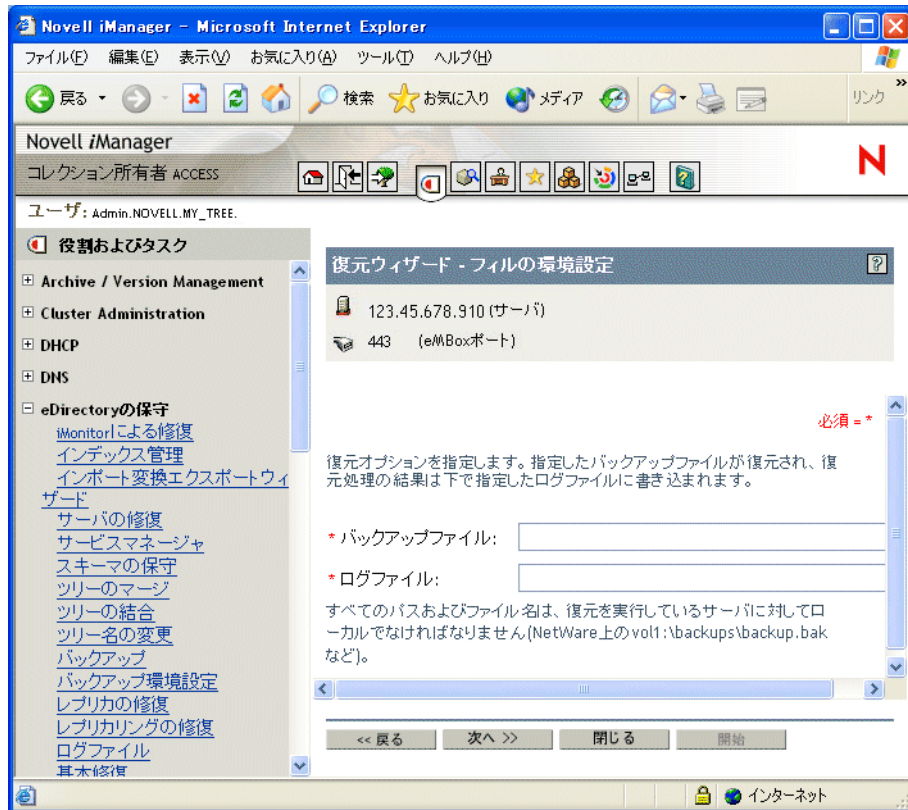 Novell iManager - Microsoft Internet Explorer
ファイル(F) 編集(E) 表示(V) お気に入り(A) ツール(T) ヘルプ(H)
戻る 検索 お気に入り メディア リンク »
Novell iManager
コレクション所有者 ACCESS
N
ユーザ: Admin.NOVELL.MY_TREE.
役割およびタスク
Archive / Version Management
Cluster Administration
DHCP
DNS
eDirectoryの保守
iMonitorによる修復
インデックス管理
インポート変換エクスポートウィ
ザード
サーバの修復
サービスマネージャ
スキーマの保守
ツリーのマージ
ツリーの結合
ツリー名の変更
バックアップ
バックアップ環境設定
レプリカの修復
レプリカリングの修復
ログファイル
基本修復
復元ウィザード - フィルの環境設定
?
123.45.678.910 (サーバ)
443 (eMBoxポート)
必須 = *
復元オプションを指定します。指定したバックアップファイルが復元され、復
元処理の結果は下で指定したログファイルに書き込まれます。
* バックアップファイル:
* ログファイル:
すべてのパスおよびファイル名は、復元を実行しているサーバに対してロ
ーカルでなければなりません(NetWare上のvol1:\backups\backup.bak
など)。
<< 戻る 次へ >> 閉じる 開始
インターネット